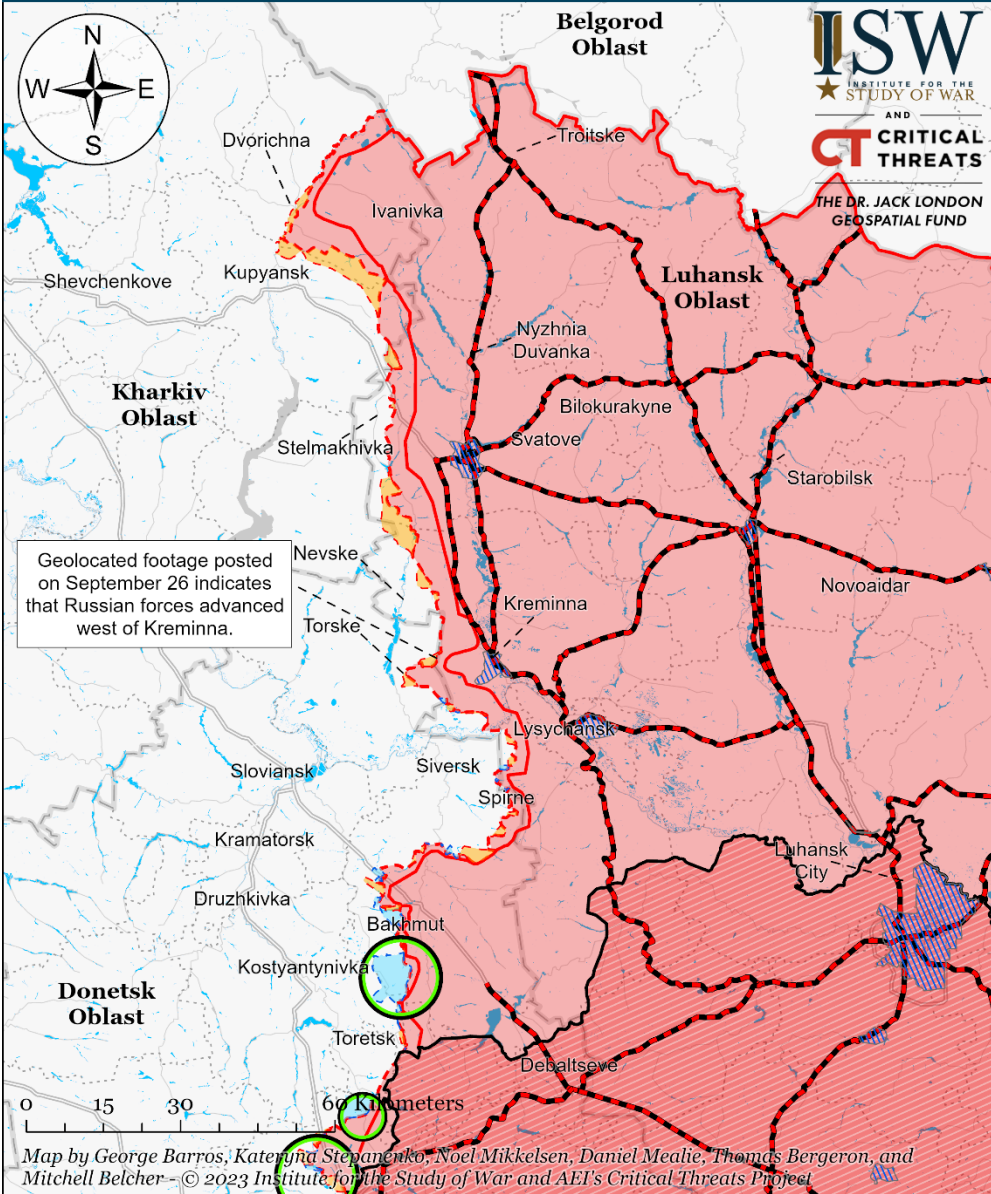 Belgorod
Oblast
ISW
INSTITUTE FOR THE
STUDY OF WAR
AND
CT CRITICAL
THREATS
THE DR. JACK LONDON
GEOSPATIAL FUND
N
W
E
S
Dvorichna
Troitske
Ivanivka
Shevchenkove
Kupyansk
Luhansk
Oblast
Nyzhnia
Duvanka
Kharkiv
Oblast
Bilokurakyne
Stelmakhivka
Svatove
Starobilsk
Geolocated footage posted
on September 26 indicates
that Russian forces advanced
west of Kreminna.
Nevske
Novoaidar
Kreminna
Torske
Lysychansk
Sloviansk
Siversk
Spirne
Kramatorsk
Luhansk
City
Druzhkivka
Bakhmut
Kostyantynivka
Donetsk
Oblast
Toretsk
Debaltseve
0 15 30 60 Kilometers
Map by George Barros, Kateryna Stepanenko, Noel Mikkelsen, Daniel Mealie, Thomas Bergeron, and
Mitchell Belcher - © 2023 Institute for the Study of War and AEI's Critical Threats Project